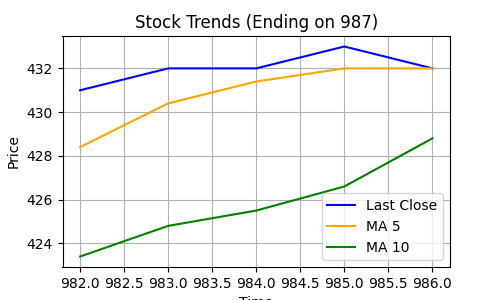 Stock Trends (Ending on 987)
Price
432
430
428
426
424
Last Close
MA 5
MA 10
982.0 982.5 983.0 983.5 984.0 984.5 985.0 985.5 986.0
Time